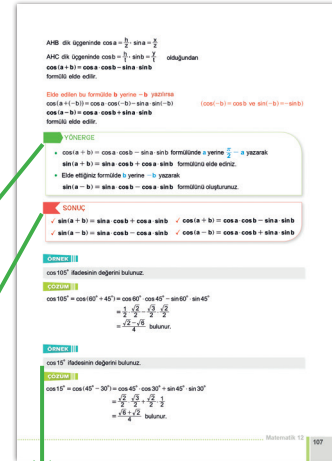 AHB dik üçgeninde cos a = h/z · sin a = x/z
AHC dik üçgeninde cos b = h/t · sin b = y/t olduğundan
cos(a+b) = cos a · cos b − sin a · sin b
formülü elde edilir.
Elde edilen bu formülde b yerine −b yazılırsa
cos(a+(−b)) = cos a · cos(−b) − sin a · sin(−b) (cos(−b) = cos b ve sin(−b) = −sin b)
cos(a−b) = cos a · cos b + sin a · sin b
formülü elde edilir.
YÖNERGE
• cos(a + b) = cos a · cos b − sin a · sin b formülünde a yerine π/2 − a yazarak
sin(a + b) = sin a · cos b + cos a · sin b formülünü elde ediniz.
• Elde ettiğiniz formülde b yerine −b yazarak
sin(a − b) = sin a · cos b − cos a · sin b formülünü oluşturunuz.
SONUÇ
✓ sin(a + b) = sin a · cos b + cos a · sin b ✓ cos(a + b) = cos a · cos b − sin a · sin b
✓ sin(a − b) = sin a · cos b − cos a · sin b ✓ cos(a − b) = cos a · cos b + sin a · sin b
ÖRNEK
cos 105° ifadesinin değerini bulunuz.
ÇÖZÜM
cos 105° = cos(60° + 45°) = cos 60° · cos 45° − sin 60° · sin 45°
= 1/2 · √2/2 − √3/2 · √2/2
= (√2 − √6)/4 bulunur.
ÖRNEK
cos 15° ifadesinin değerini bulunuz.
ÇÖZÜM
cos 15° = cos(45° − 30°) = cos 45° · cos 30° + sin 45° · sin 30°
= √2/2 · √3/2 + √2/2 · 1/2
= (√6 + √2)/4 bulunur.
Matematik 12 107